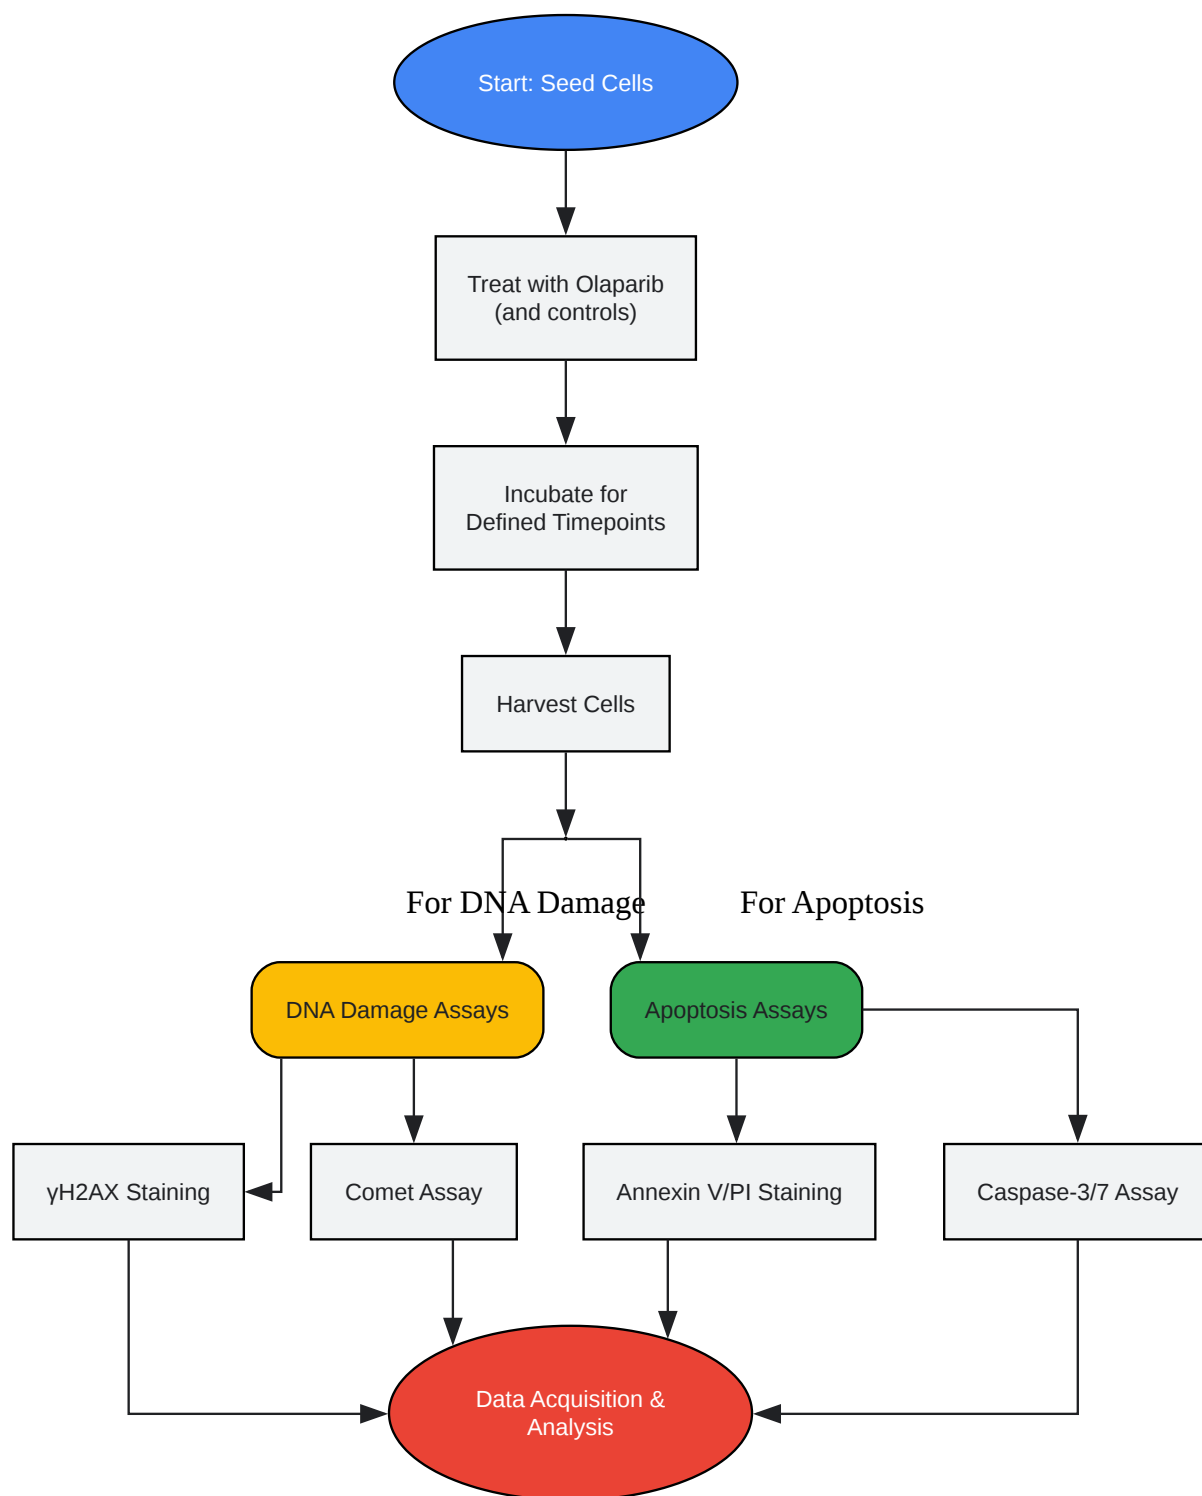 Start: Seed Cells
Treat with Olaparib
(and controls)
Incubate for
Defined Timepoints
Harvest Cells
For DNA Damage
For Apoptosis
DNA Damage Assays
Apoptosis Assays
γH2AX Staining
Comet Assay
Annexin V/PI Staining
Caspase-3/7 Assay
Data Acquisition &
Analysis